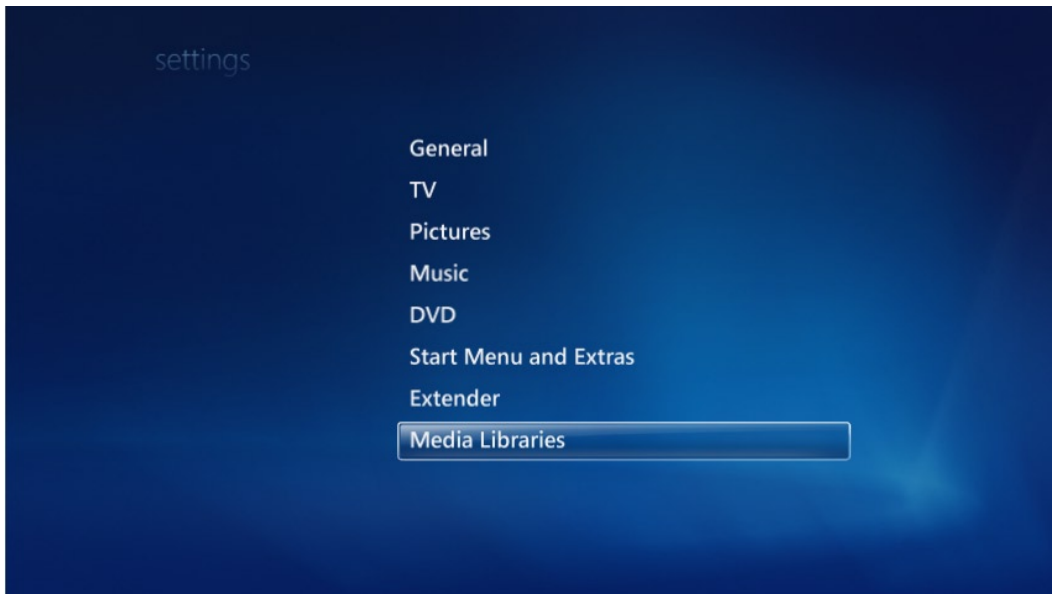 settings
General
TV
Pictures
Music
DVD
Start Menu and Extras
Extender
Media Libraries